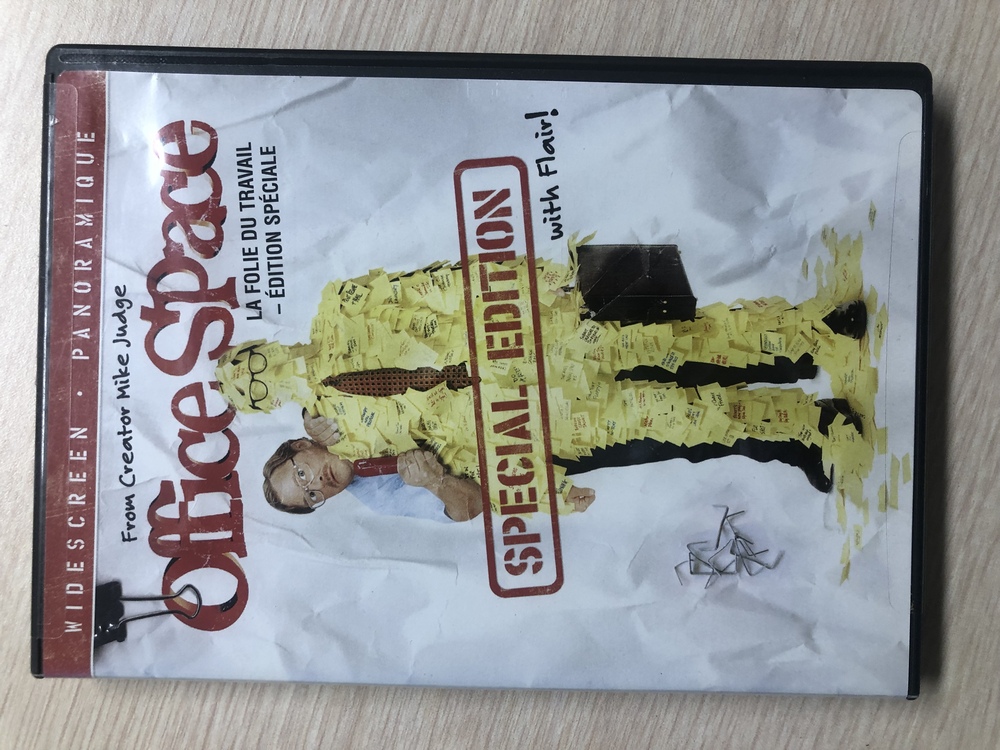 WIDESCREEN · PANORAMIQUE
From Creator Mike Judge
Office Space
LA FOLIE DU TRAVAIL
– ÉDITION SPÉCIALE
SPECIAL EDITION
with Flair!